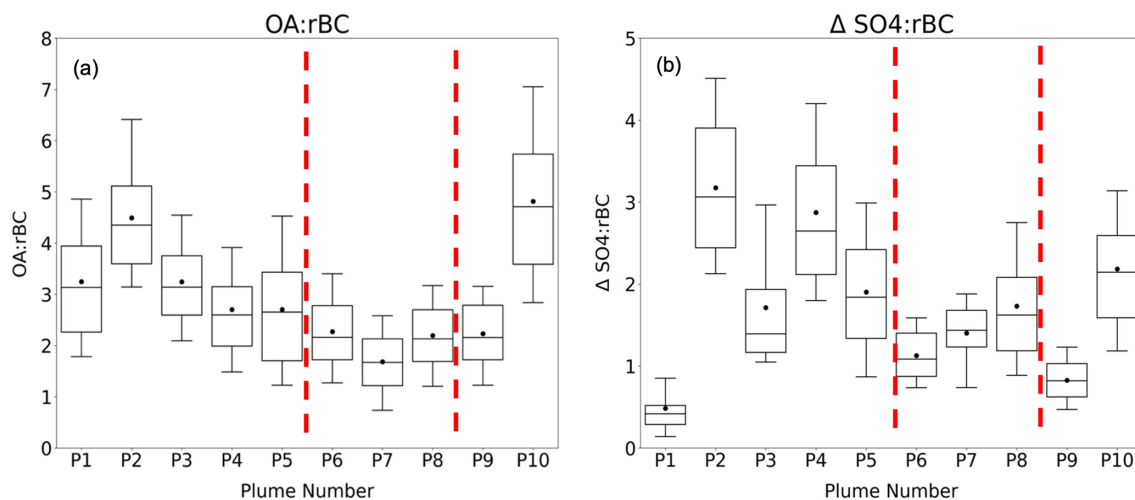 OA:rBC
(a)
8
7
6
5
4
3
2
1
0
OA:rBC
P1 P2 P3 P4 P5 P6 P7 P8 P9 P10
Plume Number
Δ SO4:rBC
(b)
5
4
3
2
1
0
Δ SO4:rBC
P1 P2 P3 P4 P5 P6 P7 P8 P9 P10
Plume Number